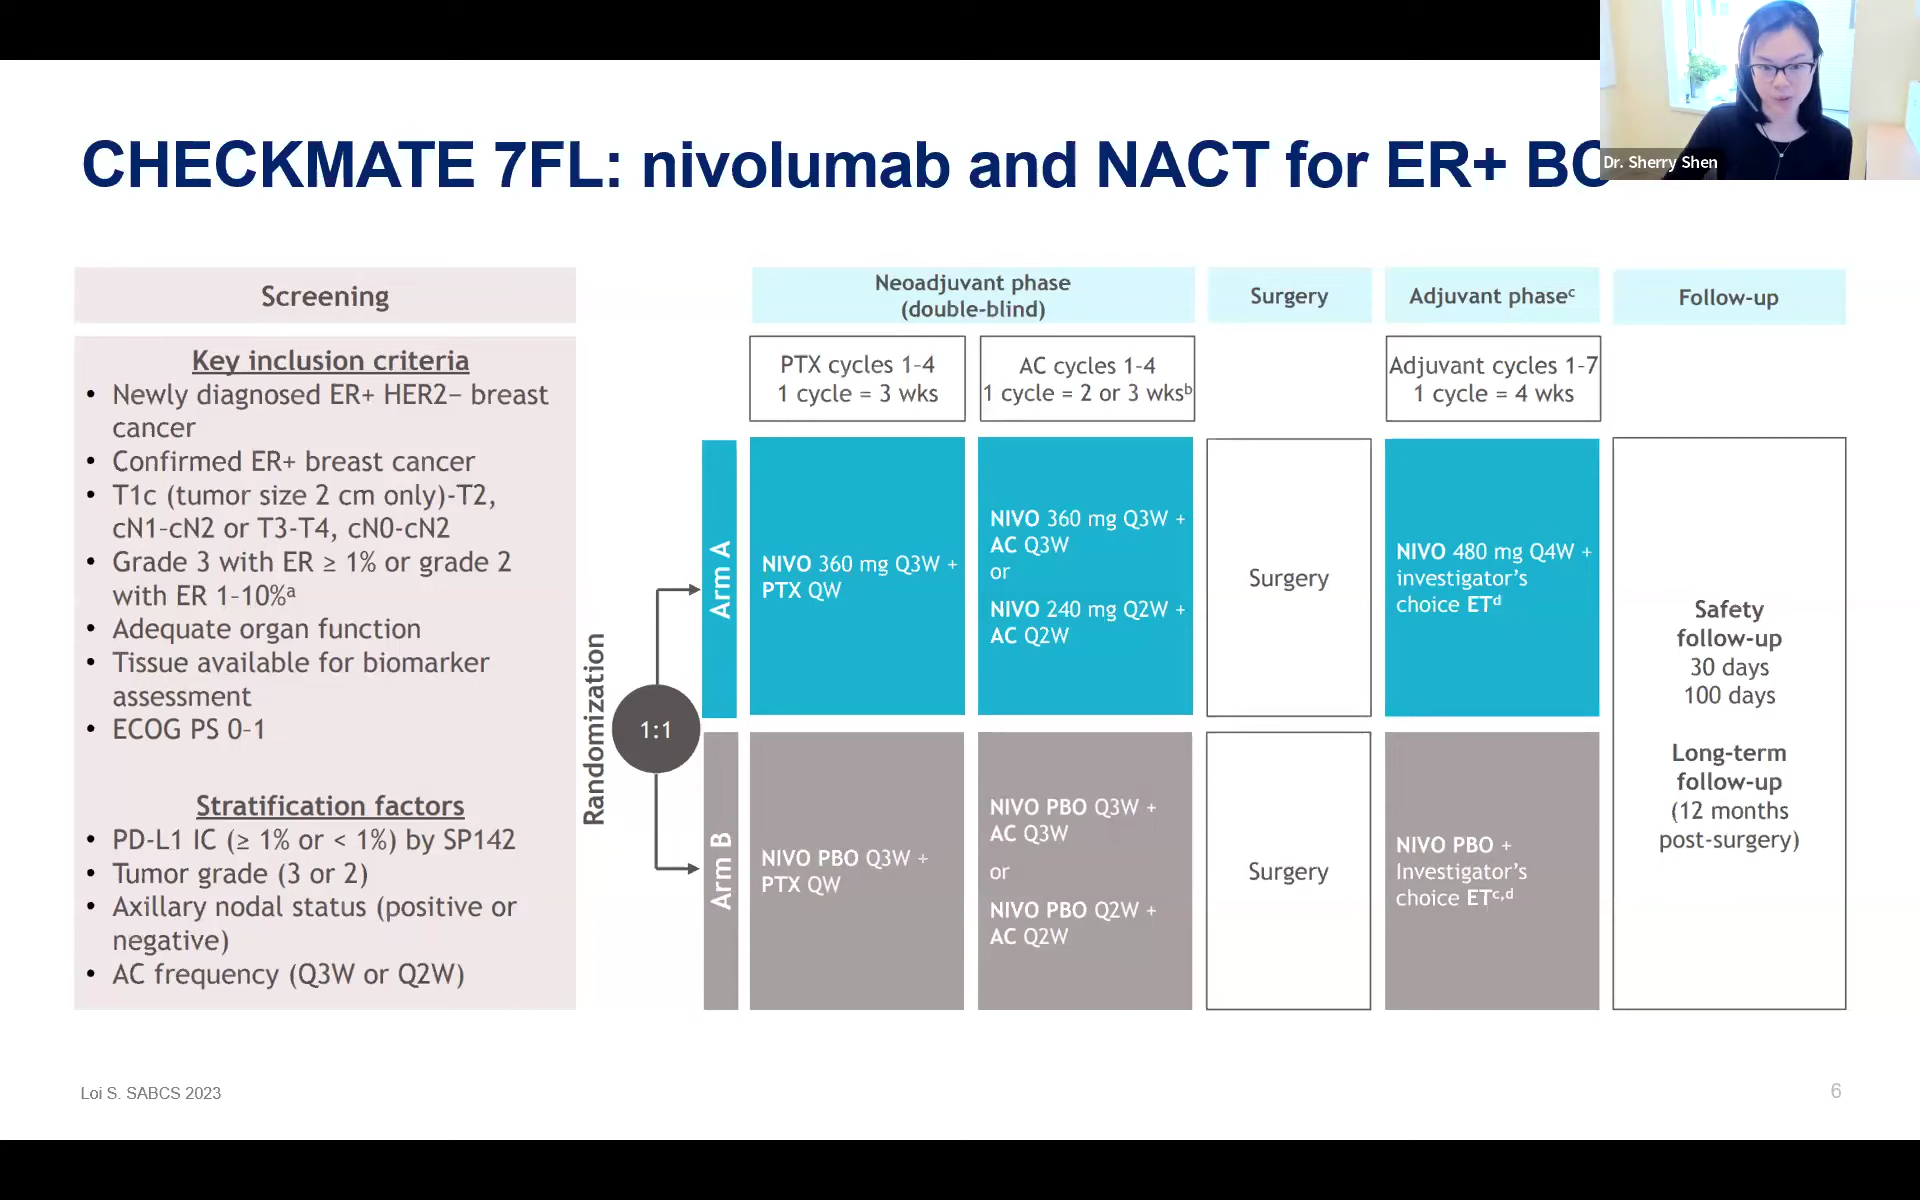 CHECKMATE 7FL: nivolumab and NACT for ER+ BC
Dr. Sherry Shen
Screening
Key inclusion criteria
• Newly diagnosed ER+ HER2− breast
cancer
• Confirmed ER+ breast cancer
• T1c (tumor size 2 cm only)-T2,
cN1–cN2 or T3-T4, cN0-cN2
• Grade 3 with ER ≥ 1% or grade 2
with ER 1–10%ᵃ
• Adequate organ function
• Tissue available for biomarker
assessment
• ECOG PS 0–1
Stratification factors
• PD-L1 IC (≥ 1% or < 1%) by SP142
• Tumor grade (3 or 2)
• Axillary nodal status (positive or
negative)
• AC frequency (Q3W or Q2W)
Randomization
1:1
Neoadjuvant phase
(double-blind)
Surgery
Adjuvant phaseᶜ
Follow-up
PTX cycles 1–4
1 cycle = 3 wks
AC cycles 1–4
1 cycle = 2 or 3 wksᵇ
Adjuvant cycles 1–7
1 cycle = 4 wks
Arm A
NIVO 360 mg Q3W +
PTX QW
NIVO 360 mg Q3W +
AC Q3W
or
NIVO 240 mg Q2W +
AC Q2W
Surgery
NIVO 480 mg Q4W +
investigator's
choice ETᵈ
Arm B
NIVO PBO Q3W +
PTX QW
NIVO PBO Q3W +
AC Q3W
or
NIVO PBO Q2W +
AC Q2W
Surgery
NIVO PBO +
Investigator's
choice ETᶜ,ᵈ
Safety
follow-up
30 days
100 days
Long-term
follow-up
(12 months
post-surgery)
Loi S. SABCS 2023
6